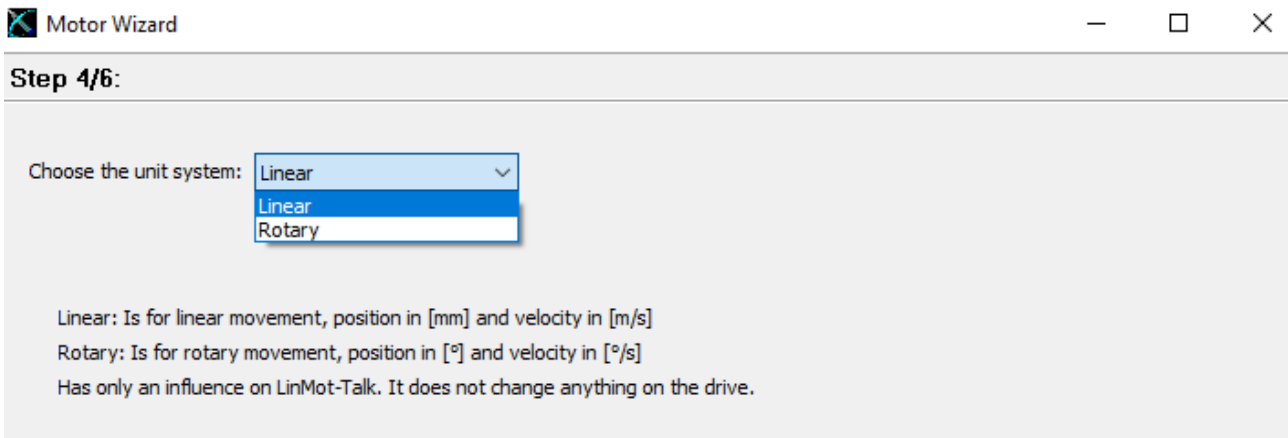 Motor Wizard
Step 4/6:
Choose the unit system: Linear
Linear
Rotary
Linear: Is for linear movement, position in [mm] and velocity in [m/s]
Rotary: Is for rotary movement, position in [°] and velocity in [°/s]
Has only an influence on LinMot-Talk. It does not change anything on the drive.